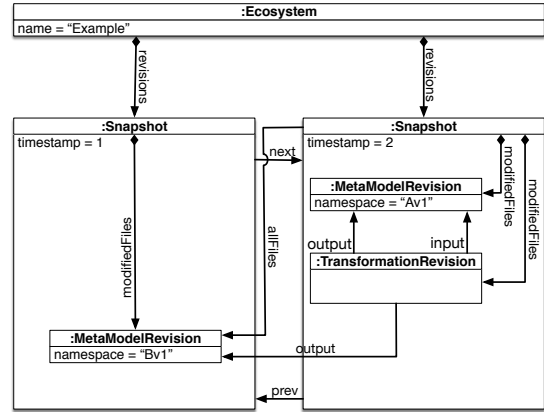 :Ecosystem
name = “Example”
revisions
revisions
:Snapshot
timestamp = 1
:Snapshot
timestamp = 2
next
modifiedFiles
modifiedFiles
:MetaModelRevision
namespace = “Av1”
allFiles
modifiedFiles
output
input
:TransformationRevision
:MetaModelRevision
namespace = “Bv1”
output
prev